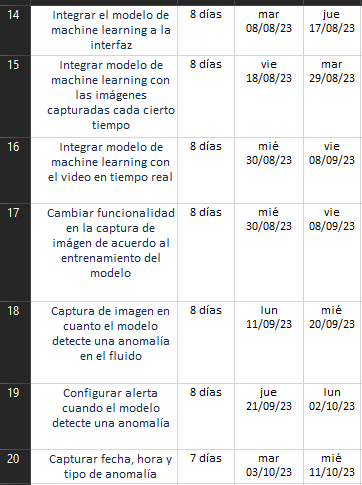 14 Integrar el modelo de 8 días mar jue
machine learning a la 08/08/23 17/08/23
interfaz
15 Integrar modelo de 8 días vie mar
machine learning con 18/08/23 29/08/23
las imágenes
capturadas cada cierto
tiempo
16 Integrar modelo de 8 días mié vie
machine learning con 30/08/23 08/09/23
el video en tiempo real
17 Cambiar funcionalidad 8 días mié vie
en la captura de 30/08/23 08/09/23
imágen de acuerdo al
entrenamiento del
modelo
18 Captura de imagen en 8 días lun mié
cuanto el modelo 11/09/23 20/09/23
detecte una anomalía
en el fluido
19 Configurar alerta 8 días jue lun
cuando el modelo 21/09/23 02/10/23
detecte una anomalía
20 Capturar fecha, hora y 7 días mar mié
tipo de anomalía 03/10/23 11/10/23